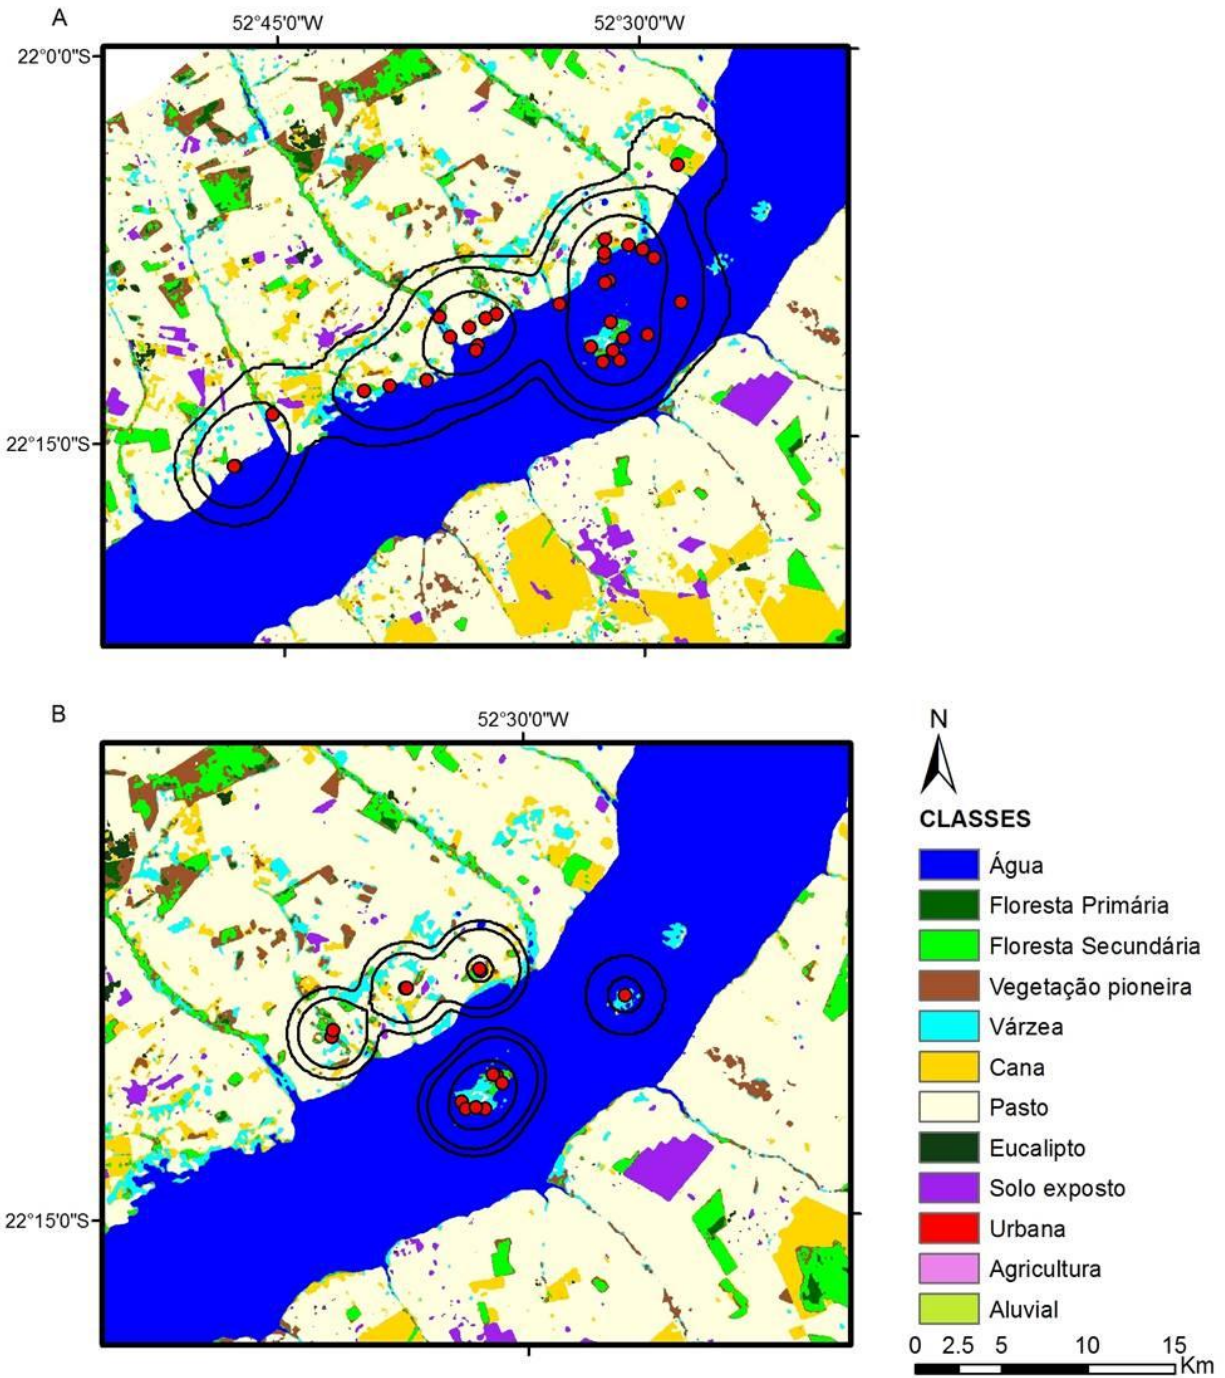 A
52°45'0"W
52°30'0"W
22°0'0"S
22°15'0"S
B
52°30'0"W
22°15'0"S
N
CLASSES
Água
Floresta Primária
Floresta Secundária
Vegetação pioneira
Várzea
Cana
Pasto
Eucalipto
Solo exposto
Urbana
Agricultura
Aluvial
0 2.5 5 10 15
Km